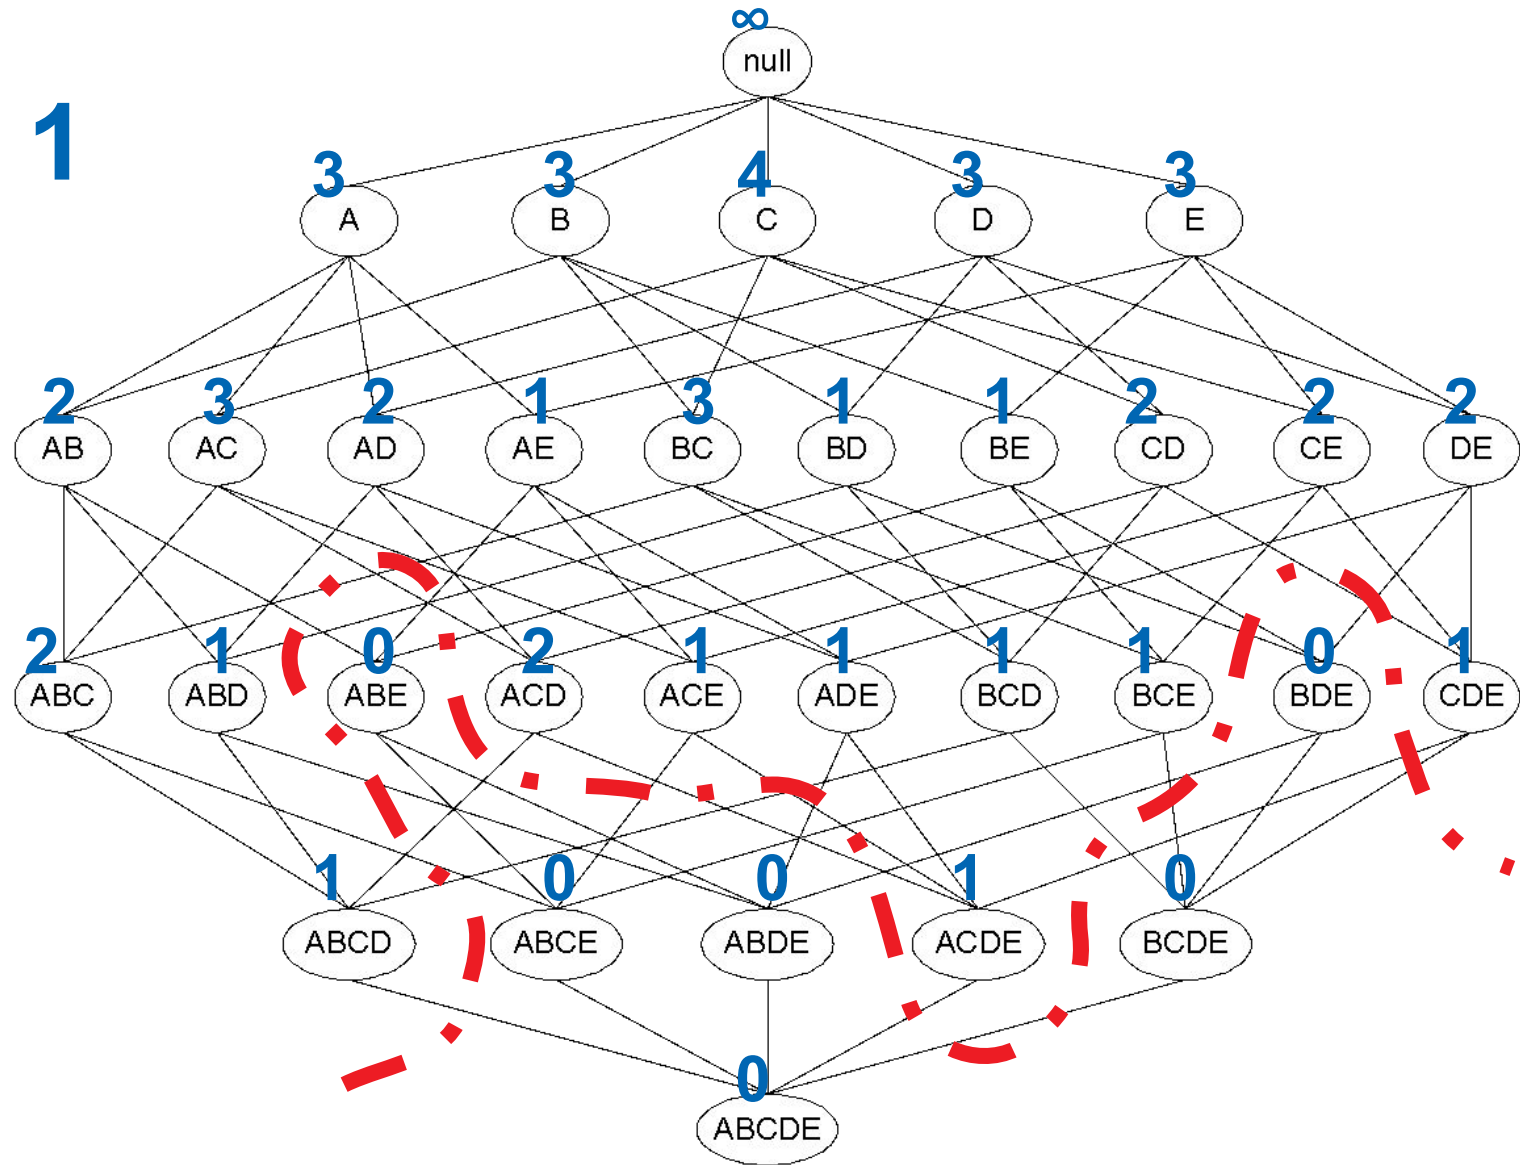 ∞
null
1
3 3 4 3 3
A B C D E
2 3 2 1 3 1 1 2 2 2
AB AC AD AE BC BD BE CD CE DE
2 1 0 2 1 1 1 1 0 1
ABC ABD ABE ACD ACE ADE BCD BCE BDE CDE
1 0 0 1 0
ABCD ABCE ABDE ACDE BCDE
0
ABCDE